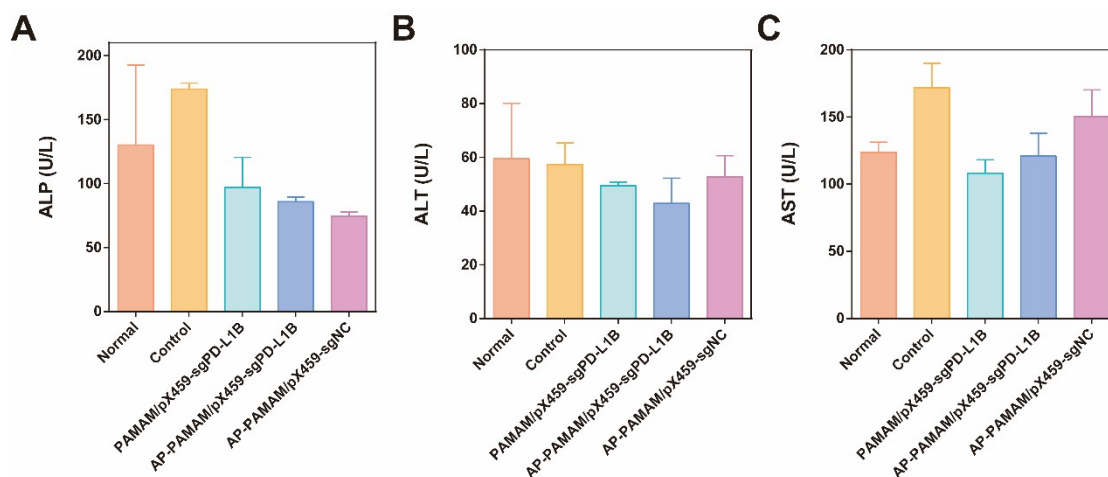 A
ALP (U/L)
200
150
100
50
0
Normal
Control
PAMAM/pX459-sgPD-L1B
AP-PAMAM/pX459-sgPD-L1B
AP-PAMAM/pX459-sgNC
B
ALT (U/L)
100
80
60
40
20
0
Normal
Control
PAMAM/pX459-sgPD-L1B
AP-PAMAM/pX459-sgPD-L1B
AP-PAMAM/pX459-sgNC
C
AST (U/L)
200
150
100
50
0
Normal
Control
PAMAM/pX459-sgPD-L1B
AP-PAMAM/pX459-sgPD-L1B
AP-PAMAM/pX459-sgNC